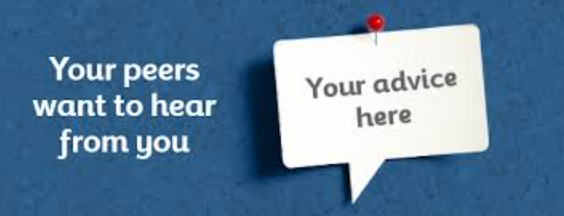 Your peers
want to hear
from you
Your advice
here